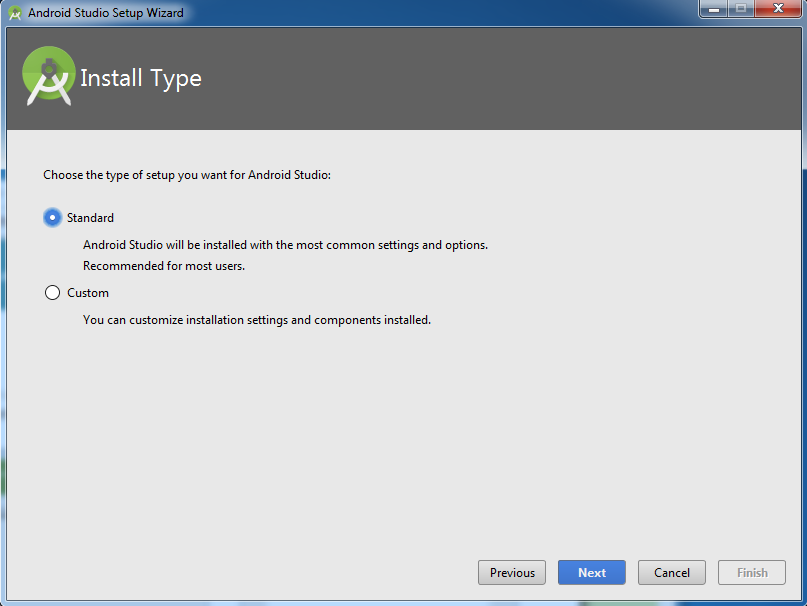 Android Studio Setup Wizard
Install Type
Choose the type of setup you want for Android Studio:
Standard
Android Studio will be installed with the most common settings and options.
Recommended for most users.
Custom
You can customize installation settings and components installed.
Previous Next Cancel Finish